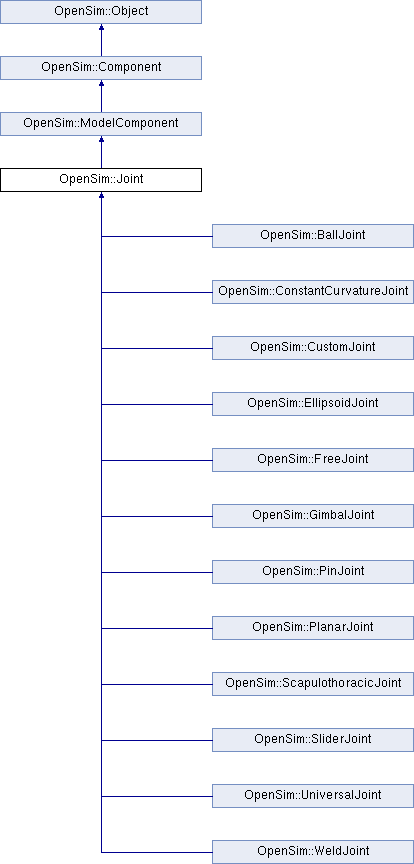 OpenSim::Object
OpenSim::Component
OpenSim::ModelComponent
OpenSim::Joint
OpenSim::BallJoint
OpenSim::ConstantCurvatureJoint
OpenSim::CustomJoint
OpenSim::EllipsoidJoint
OpenSim::FreeJoint
OpenSim::GimbalJoint
OpenSim::PinJoint
OpenSim::PlanarJoint
OpenSim::ScapulothoracicJoint
OpenSim::SliderJoint
OpenSim::UniversalJoint
OpenSim::WeldJoint